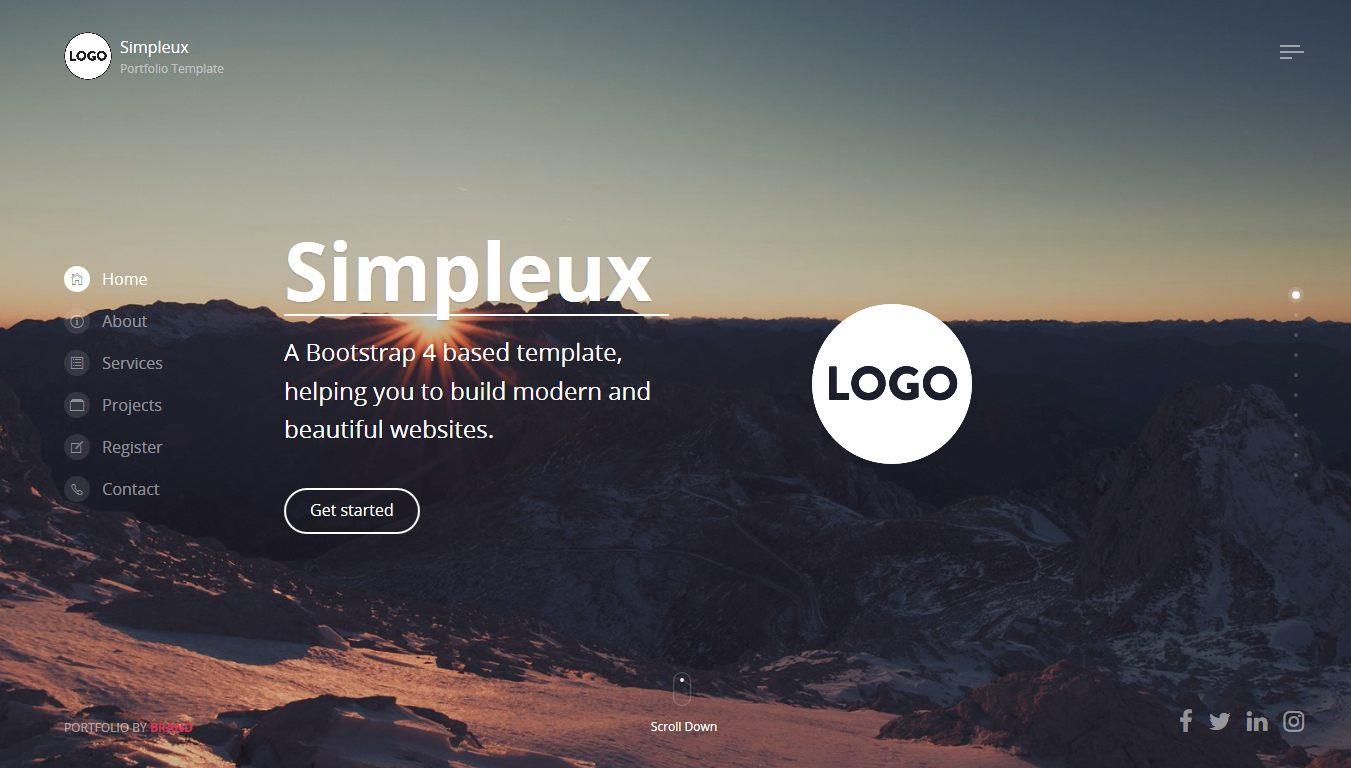 LOGO
Simpleux
Portfolio Template
Home
About
Services
Projects
Register
Contact
Simpleux
A Bootstrap 4 based template,
helping you to build modern and
beautiful websites.
Get started
LOGO
Scroll Down
PORTFOLIO BY BRAND